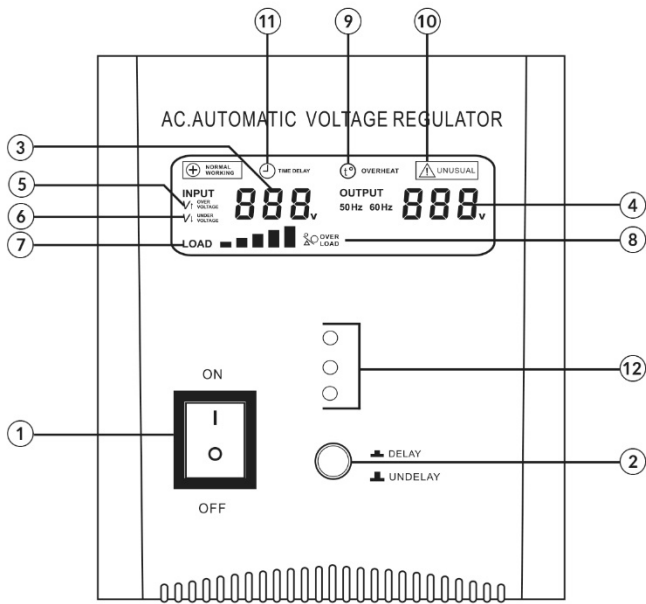 11
9
10
AC.AUTOMATIC VOLTAGE REGULATOR
3
NORMAL
WORKING
TIME DELAY
t° OVERHEAT
UNUSUAL
5
INPUT
V↑ OVER
VOLTAGE
6
V↓ UNDER
VOLTAGE
888v
OUTPUT
50Hz 60Hz
888v
4
7
LOAD
OVER
LOAD
8
12
ON
I
O
OFF
1
DELAY
UNDELAY
2